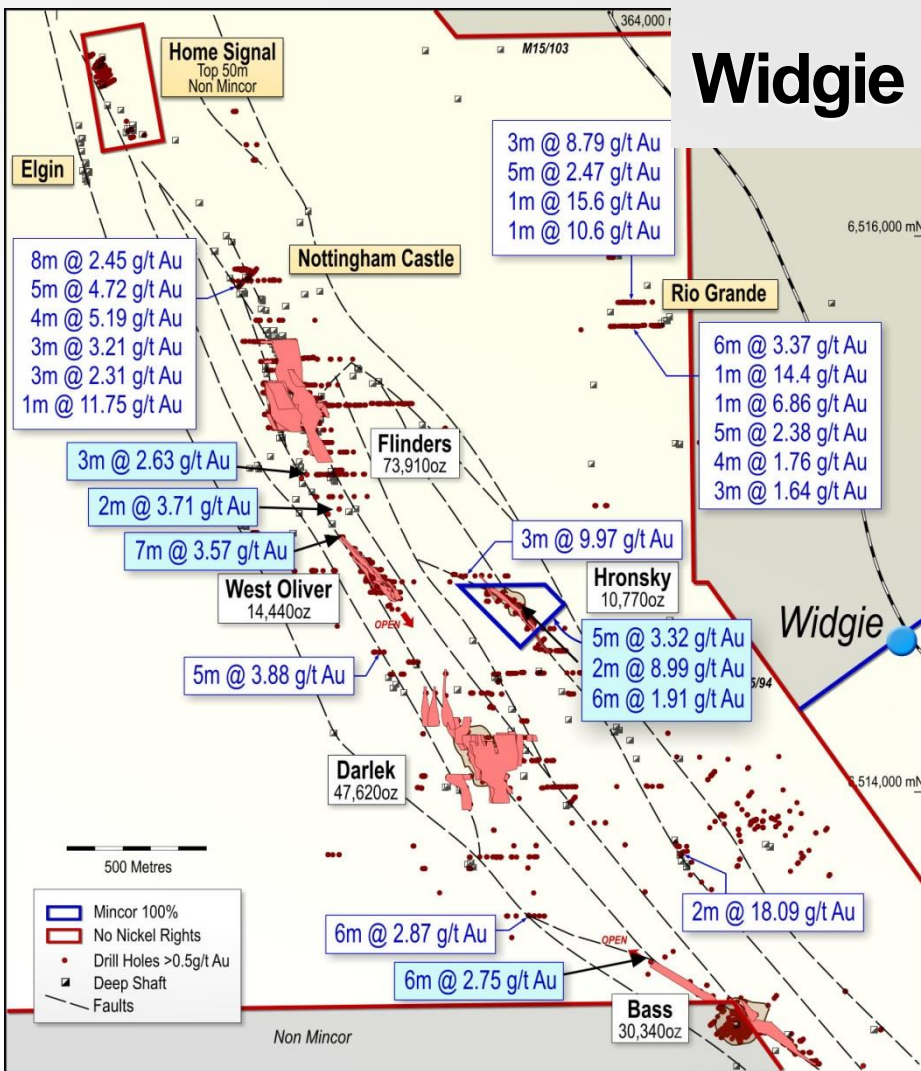 364,000 m
M15/103
Widgie
Home Signal
Top 50m
Non Mincor
Elgin
3m @ 8.79 g/t Au
5m @ 2.47 g/t Au
1m @ 15.6 g/t Au
1m @ 10.6 g/t Au
6,516,000 mN
Nottingham Castle
8m @ 2.45 g/t Au
5m @ 4.72 g/t Au
4m @ 5.19 g/t Au
3m @ 3.21 g/t Au
3m @ 2.31 g/t Au
1m @ 11.75 g/t Au
Rio Grande
6m @ 3.37 g/t Au
1m @ 14.4 g/t Au
1m @ 6.86 g/t Au
5m @ 2.38 g/t Au
4m @ 1.76 g/t Au
3m @ 1.64 g/t Au
Flinders
73,910oz
3m @ 2.63 g/t Au
2m @ 3.71 g/t Au
7m @ 3.57 g/t Au
3m @ 9.97 g/t Au
West Oliver
14,440oz
OPEN
Hronsky
10,770oz
Widgie
5m @ 3.32 g/t Au
2m @ 8.99 g/t Au
6m @ 1.91 g/t Au
5/94
5m @ 3.88 g/t Au
Darlek
47,620oz
6,514,000 mN
500 Metres
2m @ 18.09 g/t Au
Mincor 100%
No Nickel Rights
Drill Holes >0.5g/t Au
Deep Shaft
Faults
6m @ 2.87 g/t Au
OPEN
6m @ 2.75 g/t Au
Bass
30,340oz
Non Mincor